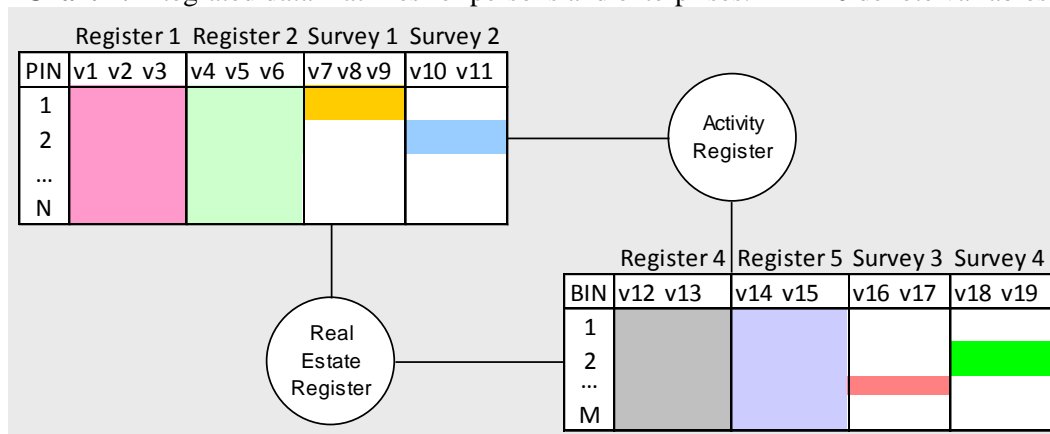 Register 1 Register 2 Survey 1 Survey 2
PIN v1 v2 v3 v4 v5 v6 v7 v8 v9 v10 v11
1
2
...
N
Activity
Register
Register 4 Register 5 Survey 3 Survey 4
BIN v12 v13 v14 v15 v16 v17 v18 v19
1
2
...
M
Real
Estate
Register